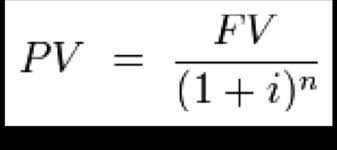 PV = FV / (1 + i)^n